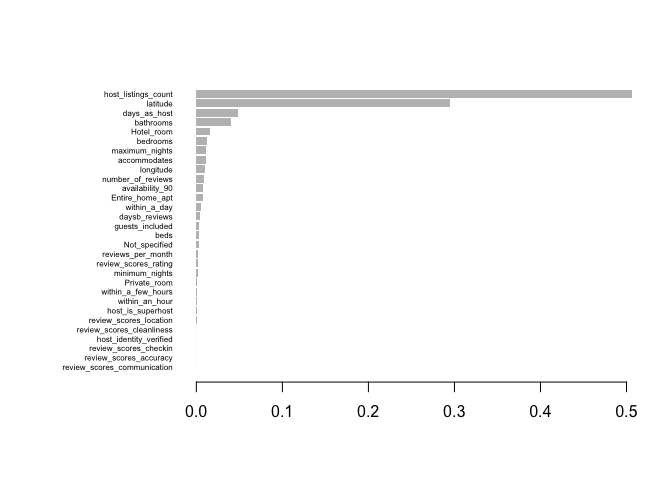 host_listings_count
latitude
days_as_host
bathrooms
Hotel_room
bedrooms
maximum_nights
accommodates
longitude
number_of_reviews
availability_90
Entire_home_apt
within_a_day
daysb_reviews
guests_included
beds
Not_specified
reviews_per_month
review_scores_rating
minimum_nights
Private_room
within_a_few_hours
within_an_hour
host_is_superhost
review_scores_location
review_scores_cleanliness
host_identity_verified
review_scores_checkin
review_scores_accuracy
review_scores_communication
0.0 0.1 0.2 0.3 0.4 0.5